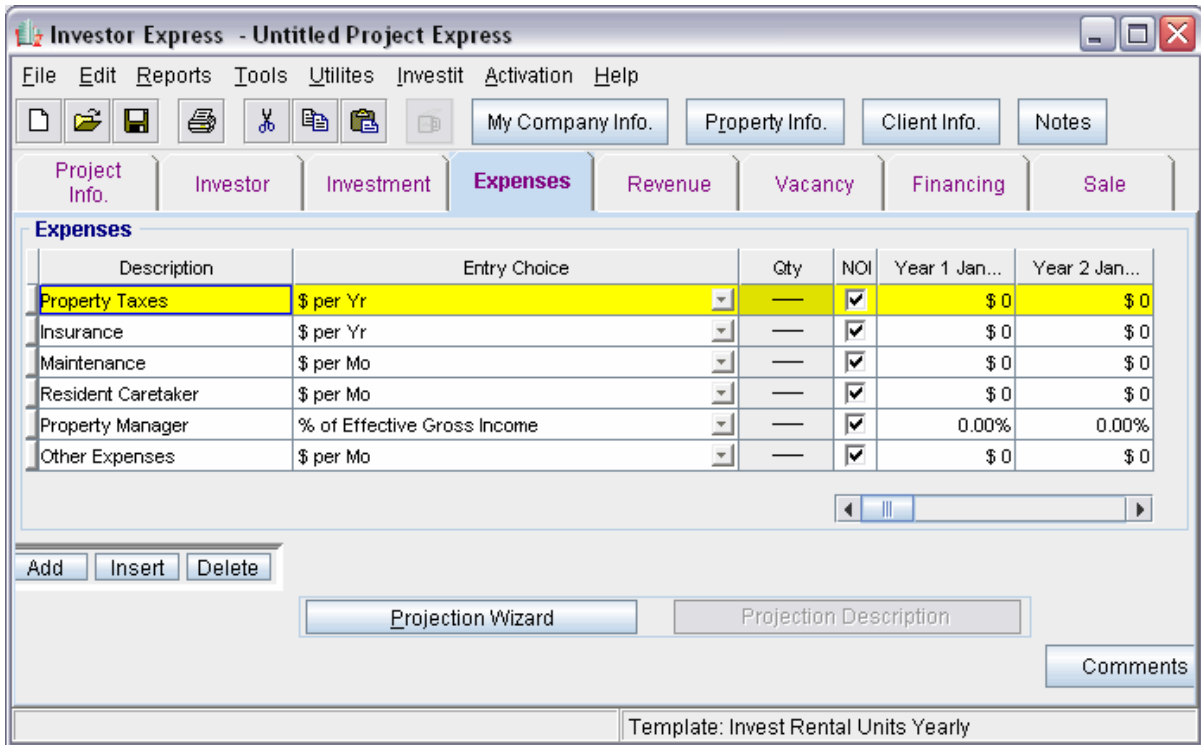 Investor Express - Untitled Project Express
File Edit Reports Tools Utilites Investit Activation Help
My Company Info. Property Info. Client Info. Notes
Project Info. Investor Investment Expenses Revenue Vacancy Financing Sale
Expenses
Description Entry Choice Qty NOI Year 1 Jan... Year 2 Jan...
Property Taxes $ per Yr — $ 0 $ 0
Insurance $ per Yr — $ 0 $ 0
Maintenance $ per Mo — $ 0 $ 0
Resident Caretaker $ per Mo — $ 0 $ 0
Property Manager % of Effective Gross Income — 0.00% 0.00%
Other Expenses $ per Mo — $ 0 $ 0
Add Insert Delete
Projection Wizard Projection Description
Comments
Template: Invest Rental Units Yearly